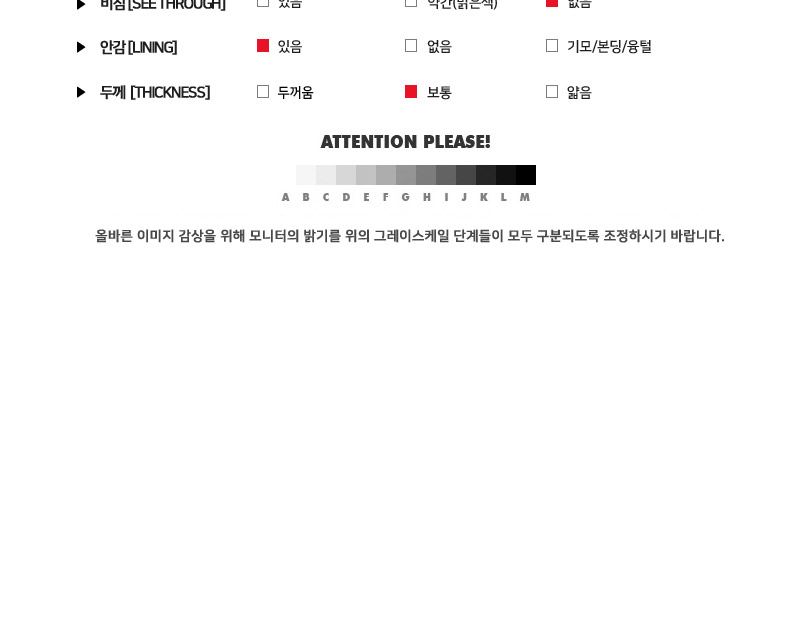 ▶ 비침 [SEE THROUGH] □ 있음 □ 약간(밝은색) ■ 없음
▶ 안감 [LINING] ■ 있음 □ 없음 □ 기모/본딩/융털
▶ 두께 [THICKNESS] □ 두꺼움 ■ 보통 □ 얇음
ATTENTION PLEASE!
A B C D E F G H I J K L M
올바른 이미지 감상을 위해 모니터의 밝기를 위의 그레이스케일 단계들이 모두 구분되도록 조정하시기 바랍니다.